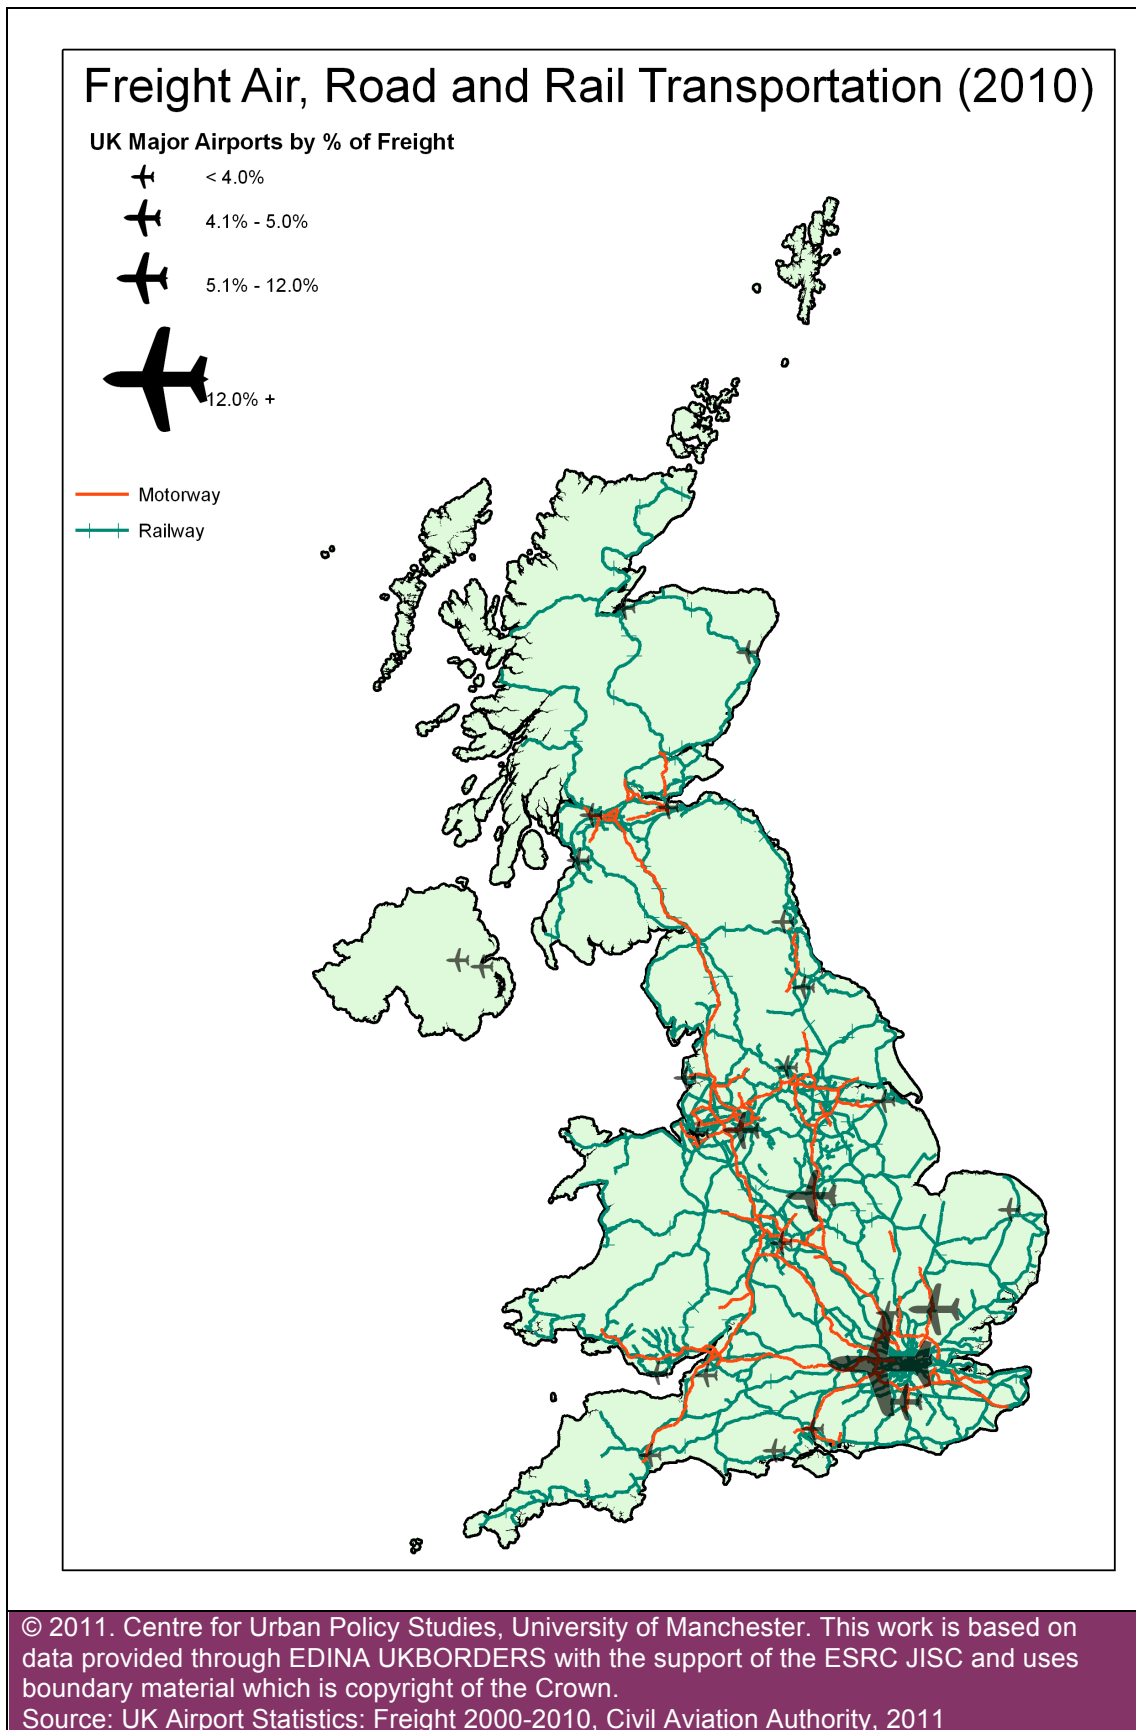 Freight Air, Road and Rail Transportation (2010)
UK Major Airports by % of Freight
< 4.0%
4.1% - 5.0%
5.1% - 12.0%
12.0% +
Motorway
Railway
© 2011. Centre for Urban Policy Studies, University of Manchester. This work is based on
data provided through EDINA UKBORDERS with the support of the ESRC JISC and uses
boundary material which is copyright of the Crown.
Source: UK Airport Statistics: Freight 2000-2010, Civil Aviation Authority, 2011